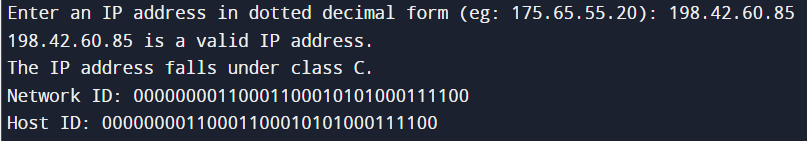 Enter an IP address in dotted decimal form (eg: 175.65.55.20): 198.42.60.85
198.42.60.85 is a valid IP address.
The IP address falls under class C.
Network ID: 00000000110001100010101000111100
Host ID: 00000000110001100010101000111100